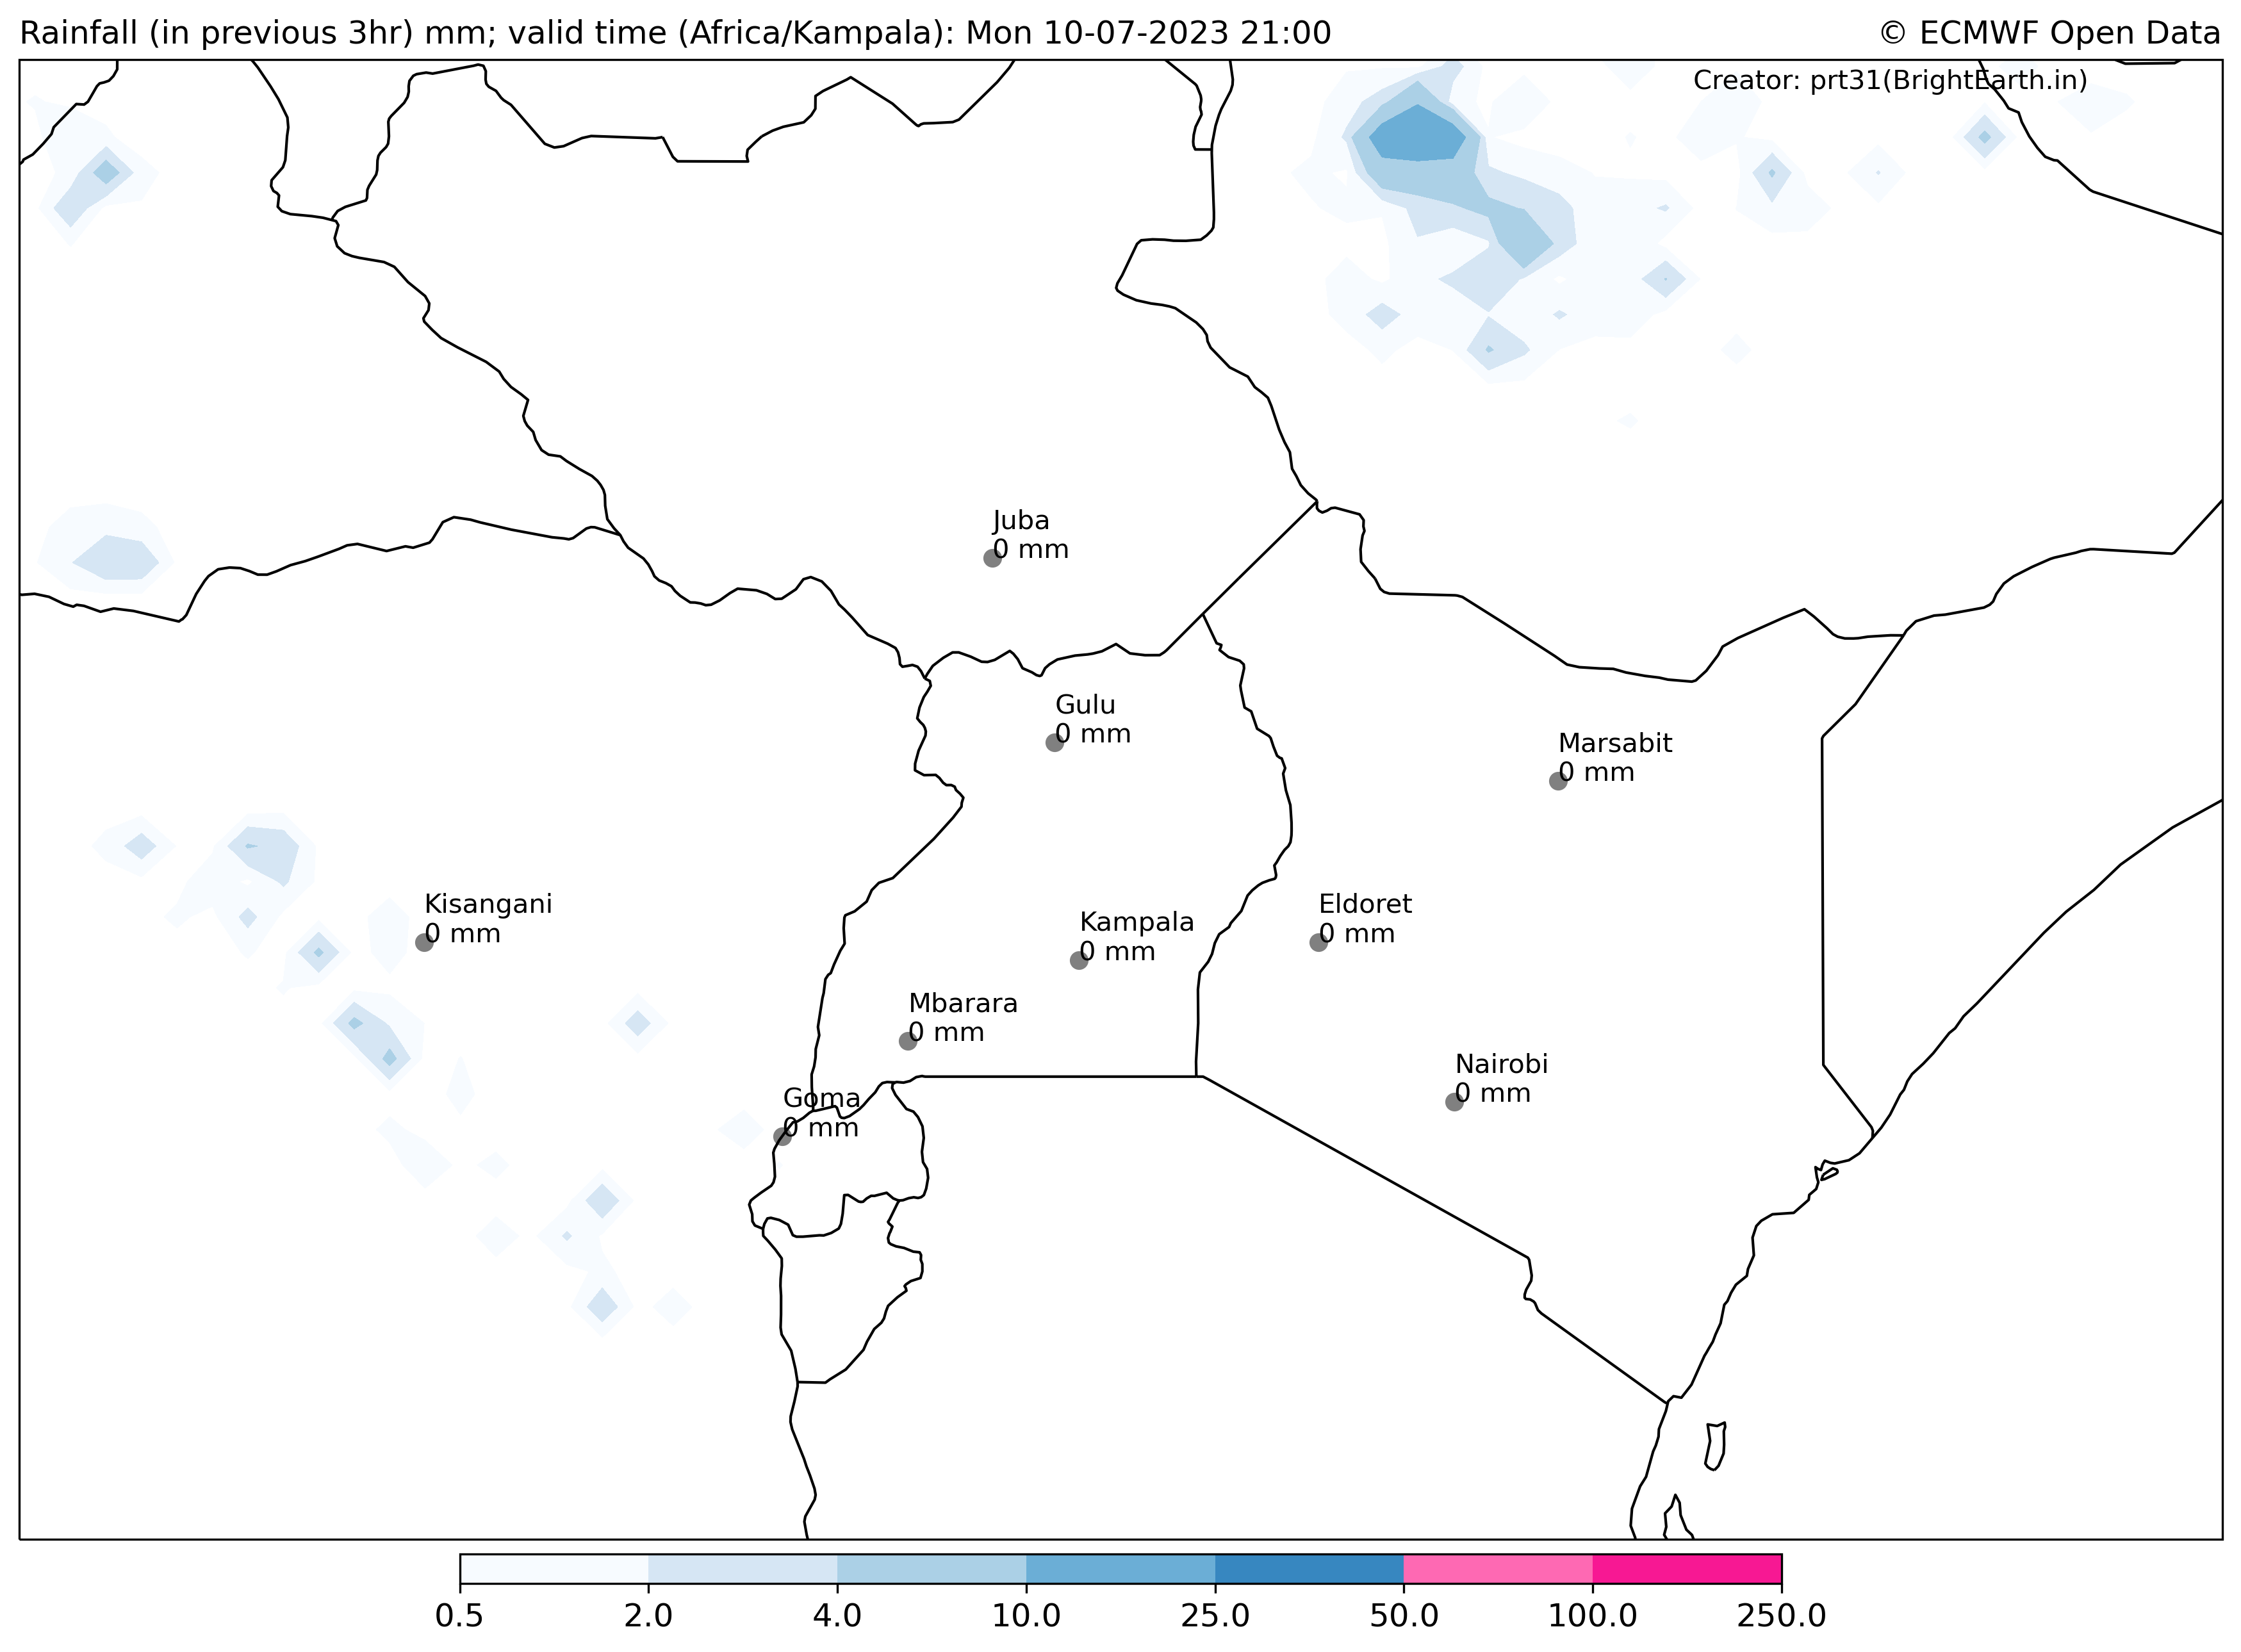 Rainfall (in previous 3hr) mm; valid time (Africa/Kampala): Mon 10-07-2023 21:00
© ECMWF Open Data
Creator: prt31(BrightEarth.in)
Juba
0 mm
Gulu
0 mm
Marsabit
0 mm
Kisangani
0 mm
Kampala
0 mm
Eldoret
0 mm
Mbarara
0 mm
Nairobi
0 mm
Goma
0 mm
0.5 2.0 4.0 10.0 25.0 50.0 100.0 250.0